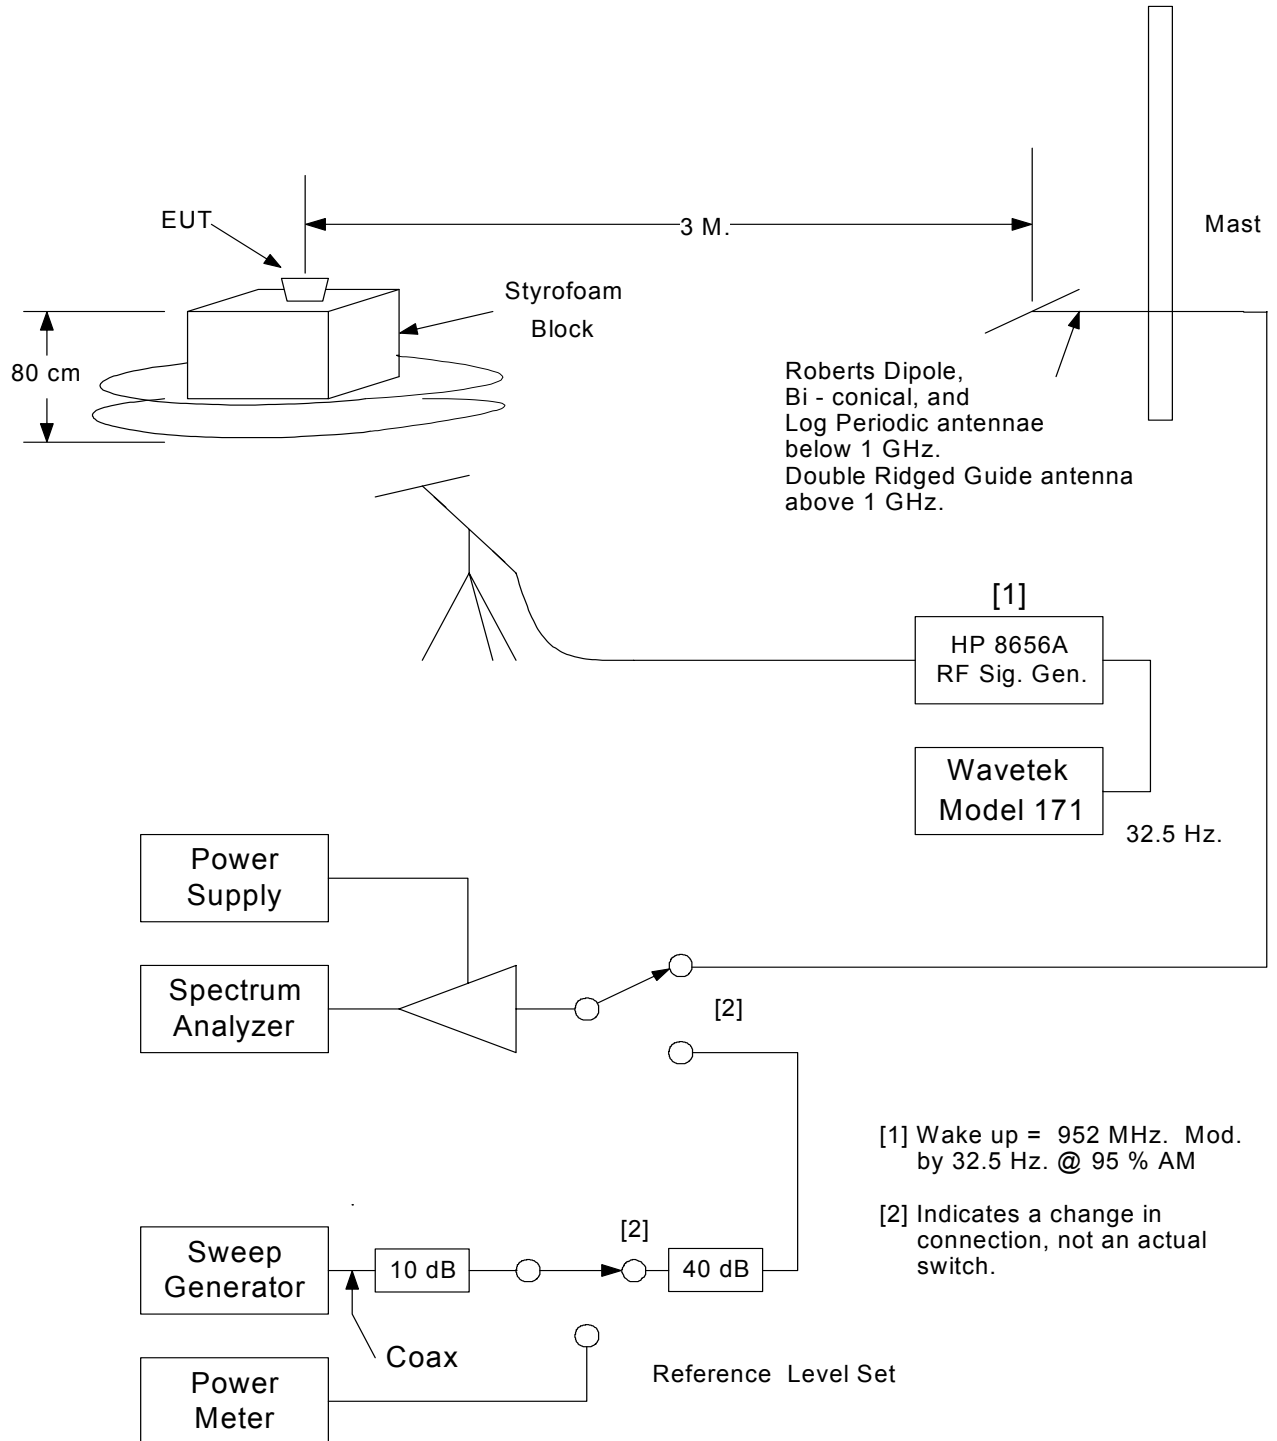 EUT
3 M.
Mast
Styrofoam
Block
80 cm
Roberts Dipole,
Bi - conical, and
Log Periodic antennae
below 1 GHz.
Double Ridged Guide antenna
above 1 GHz.
[1]
HP 8656A
RF Sig. Gen.
Wavetek
Model 171
32.5 Hz.
Power
Supply
Spectrum
Analyzer
[2]
[1] Wake up =  952 MHz.  Mod.
by 32.5 Hz. @ 95 % AM
[2] Indicates a change in
connection, not an actual
switch.
[2]
Sweep
Generator
10 dB
40 dB
Coax
Reference  Level Set
Power
Meter